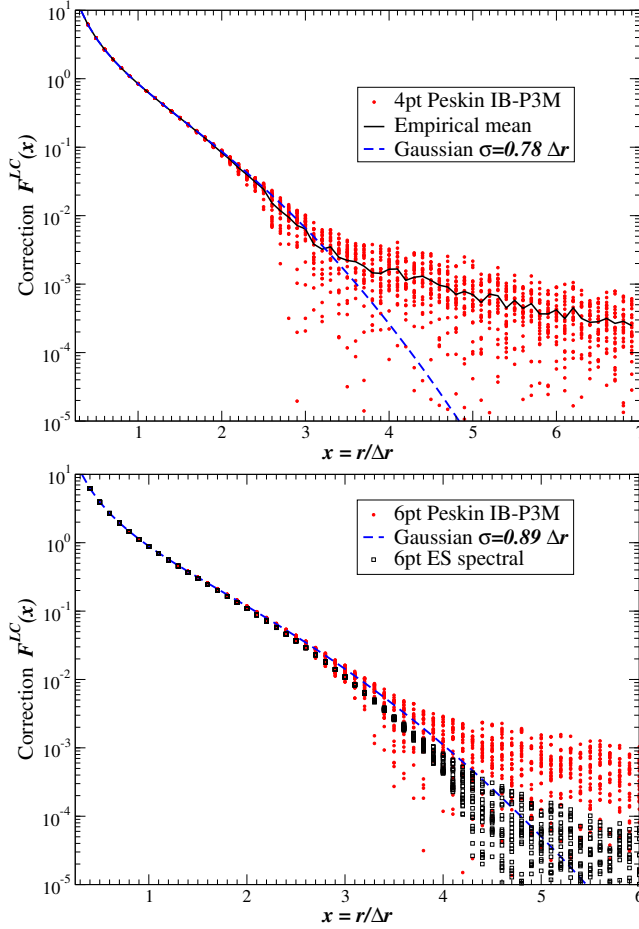 10^1
10^0
10^-1
10^-2
10^-3
10^-4
10^-5
Correction F^LC(x)
4pt Peskin IB-P3M
Empirical mean
Gaussian σ=0.78 Δr
1 2 3 4 5 6 7
x = r/Δr
10^1
10^0
10^-1
10^-2
10^-3
10^-4
10^-5
Correction F^LC(x)
6pt Peskin IB-P3M
Gaussian σ=0.89 Δr
6pt ES spectral
1 2 3 4 5 6
x = r/Δr